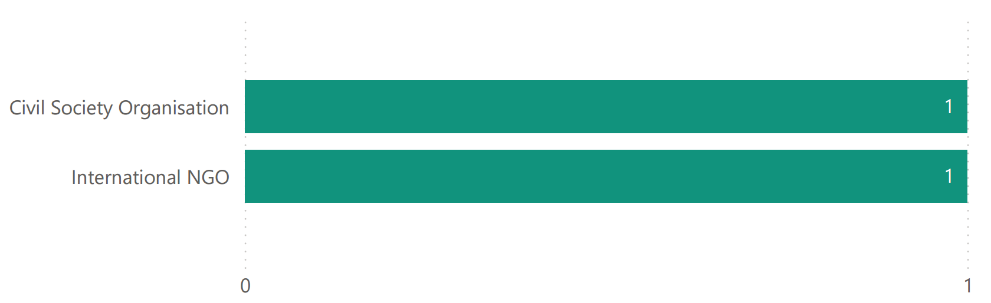 Civil Society Organisation 1
International NGO 1
0 1